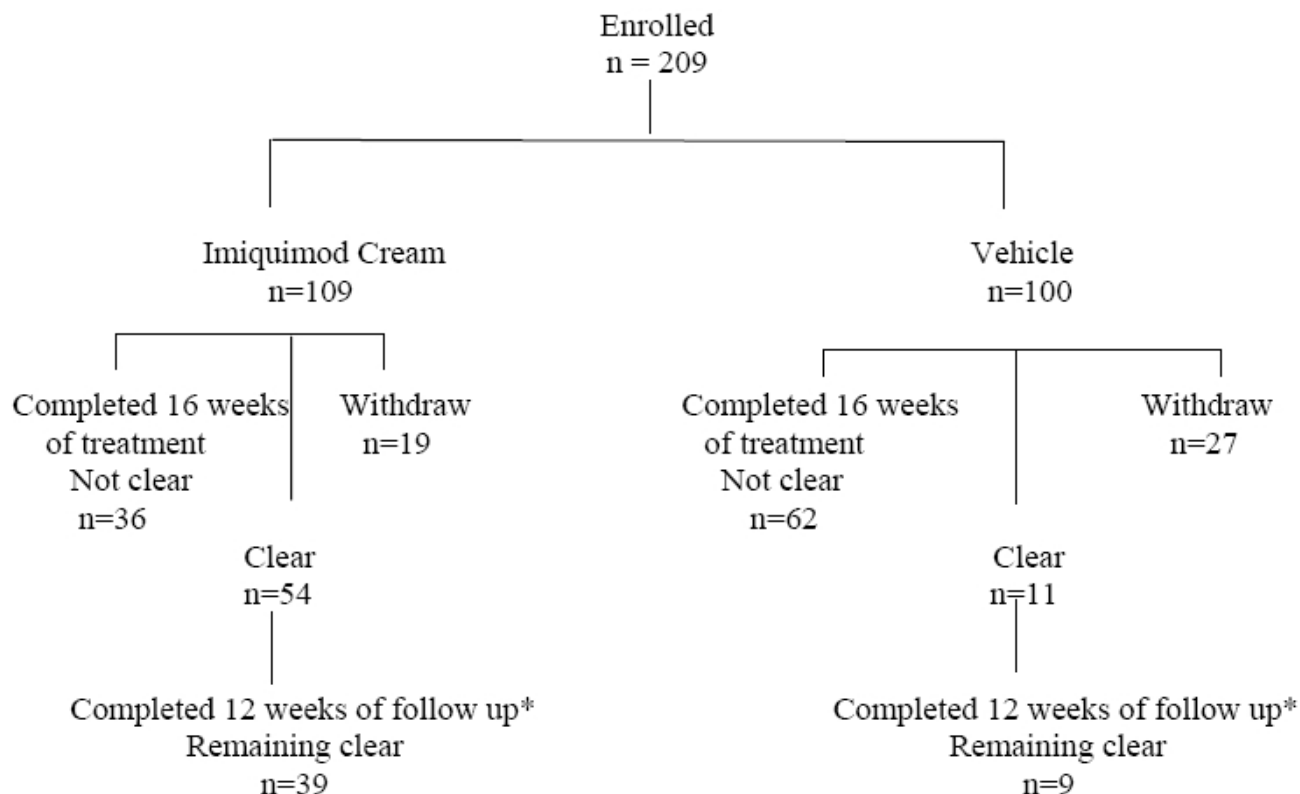 Enrolled
n = 209
Imiquimod Cream
n=109
Vehicle
n=100
Completed 16 weeks
of treatment
Not clear
n=36
Withdraw
n=19
Completed 16 weeks
of treatment
Not clear
n=62
Withdraw
n=27
Clear
n=54
Clear
n=11
Completed 12 weeks of follow up*
Remaining clear
n=39
Completed 12 weeks of follow up*
Remaining clear
n=9